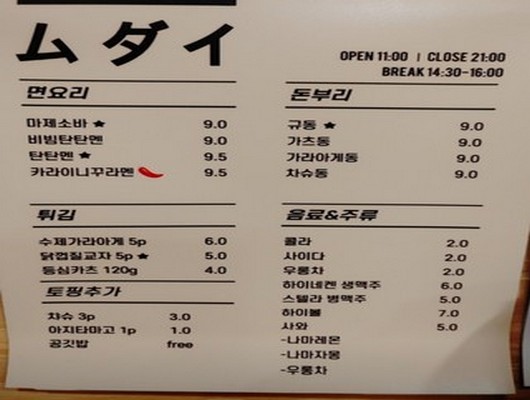 ムダイ
OPEN 11:00 | CLOSE 21:00
BREAK 14:30-16:00
면요리
마제소바 ★ 9.0
비빔탄탄멘 9.0
탄탄멘 ★ 9.5
카라이니꾸라멘 9.5
튀김
수제가라아게 5p 6.0
닭껍질교자 5p ★ 5.0
등심카츠 120g 4.0
토핑추가
차슈 3p 3.0
아지타마고 1p 1.0
공깃밥 free
돈부리
규동 ★ 9.0
가츠동 9.0
가라아게동 9.0
차슈동 9.0
음료&주류
콜라 2.0
사이다 2.0
우롱차 2.0
하이네켄 생맥주 6.0
스텔라 병맥주 5.0
하이볼 7.0
사와 5.0
-나마레몬
-나마자몽
-우롱차